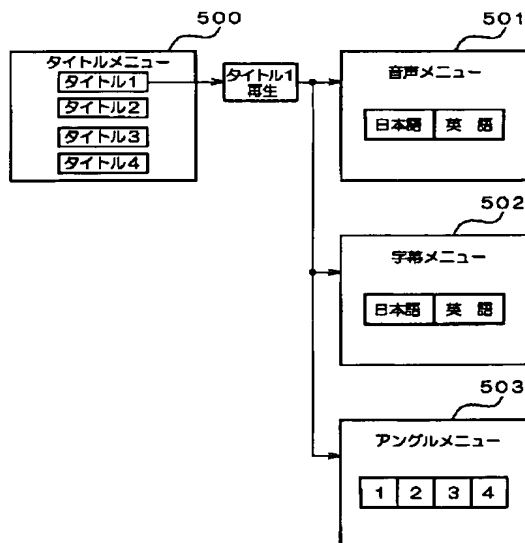 500
タイトルメニュー
タイトル1
タイトル2
タイトル3
タイトル4
タイトル1
再生
501
音声メニュー
日本語 英語
502
字幕メニュー
日本語 英語
503
アングルメニュー
1 2 3 4